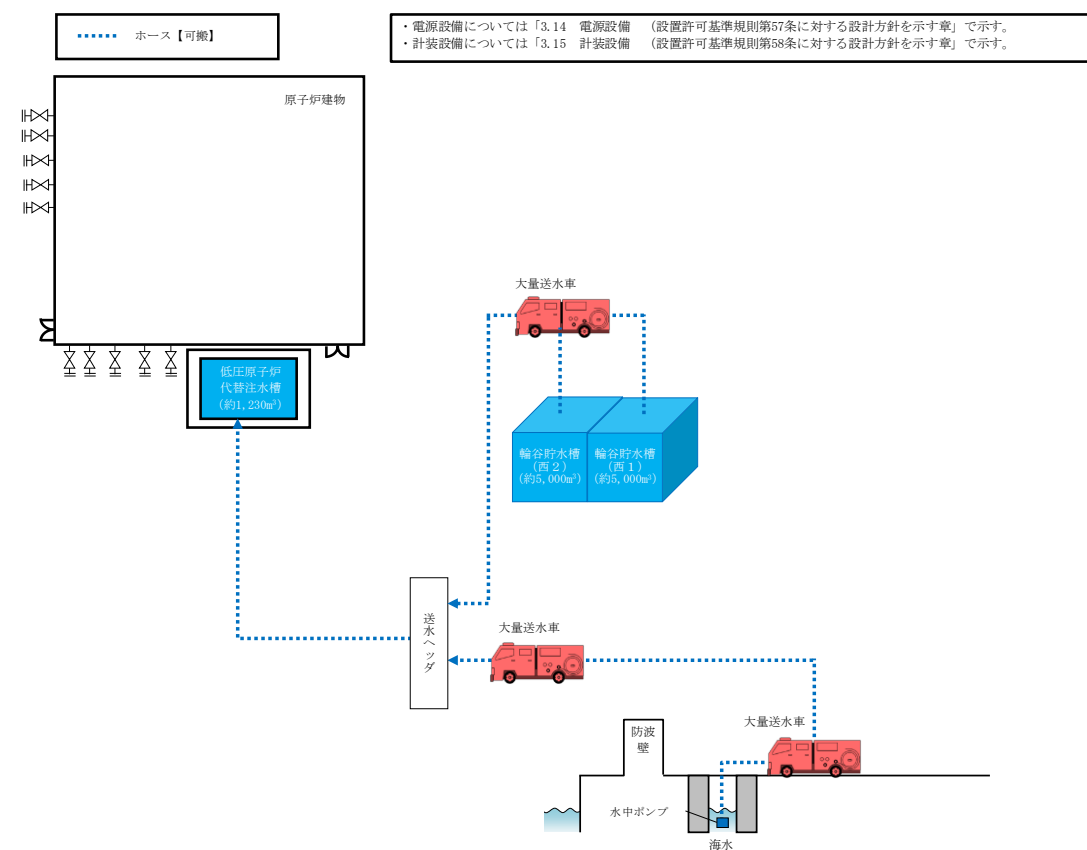 ホース【可搬】
・電源設備については「3.14 電源設備 (設置許可基準規則第57条に対する設計方針を示す章」で示す。
・計装設備については「3.15 計装設備 (設置許可基準規則第58条に対する設計方針を示す章」で示す。
原子炉建物
大量送水車
低圧原子炉
代替注水槽
(約1,230m³)
輪谷貯水槽
(西2)
(約5,000m³)
輪谷貯水槽
(西1)
(約5,000m³)
送水ヘッダ
大量送水車
大量送水車
防波
壁
水中ポンプ
海水